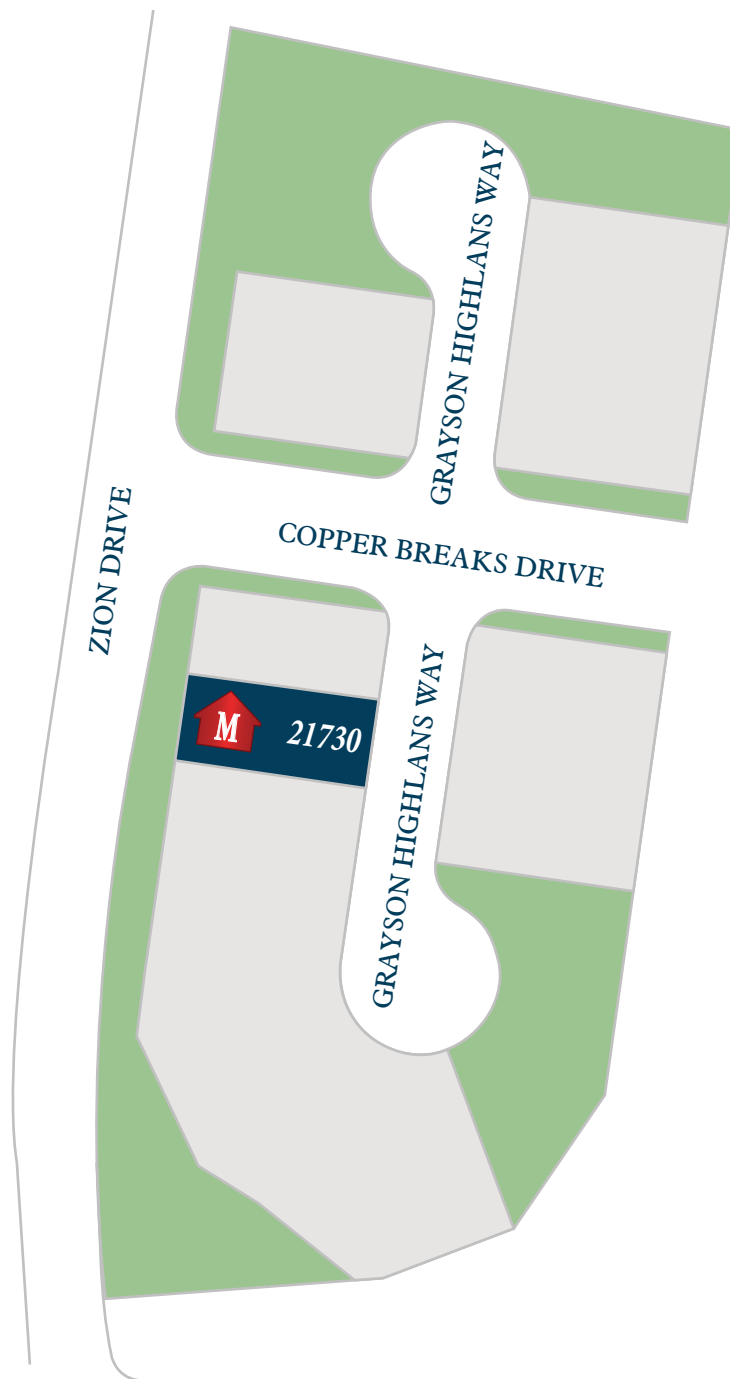 GRAYSON HIGHLANS WAY
ZION DRIVE
COPPER BREAKS DRIVE
M
21730
GRAYSON HIGHLANS WAY